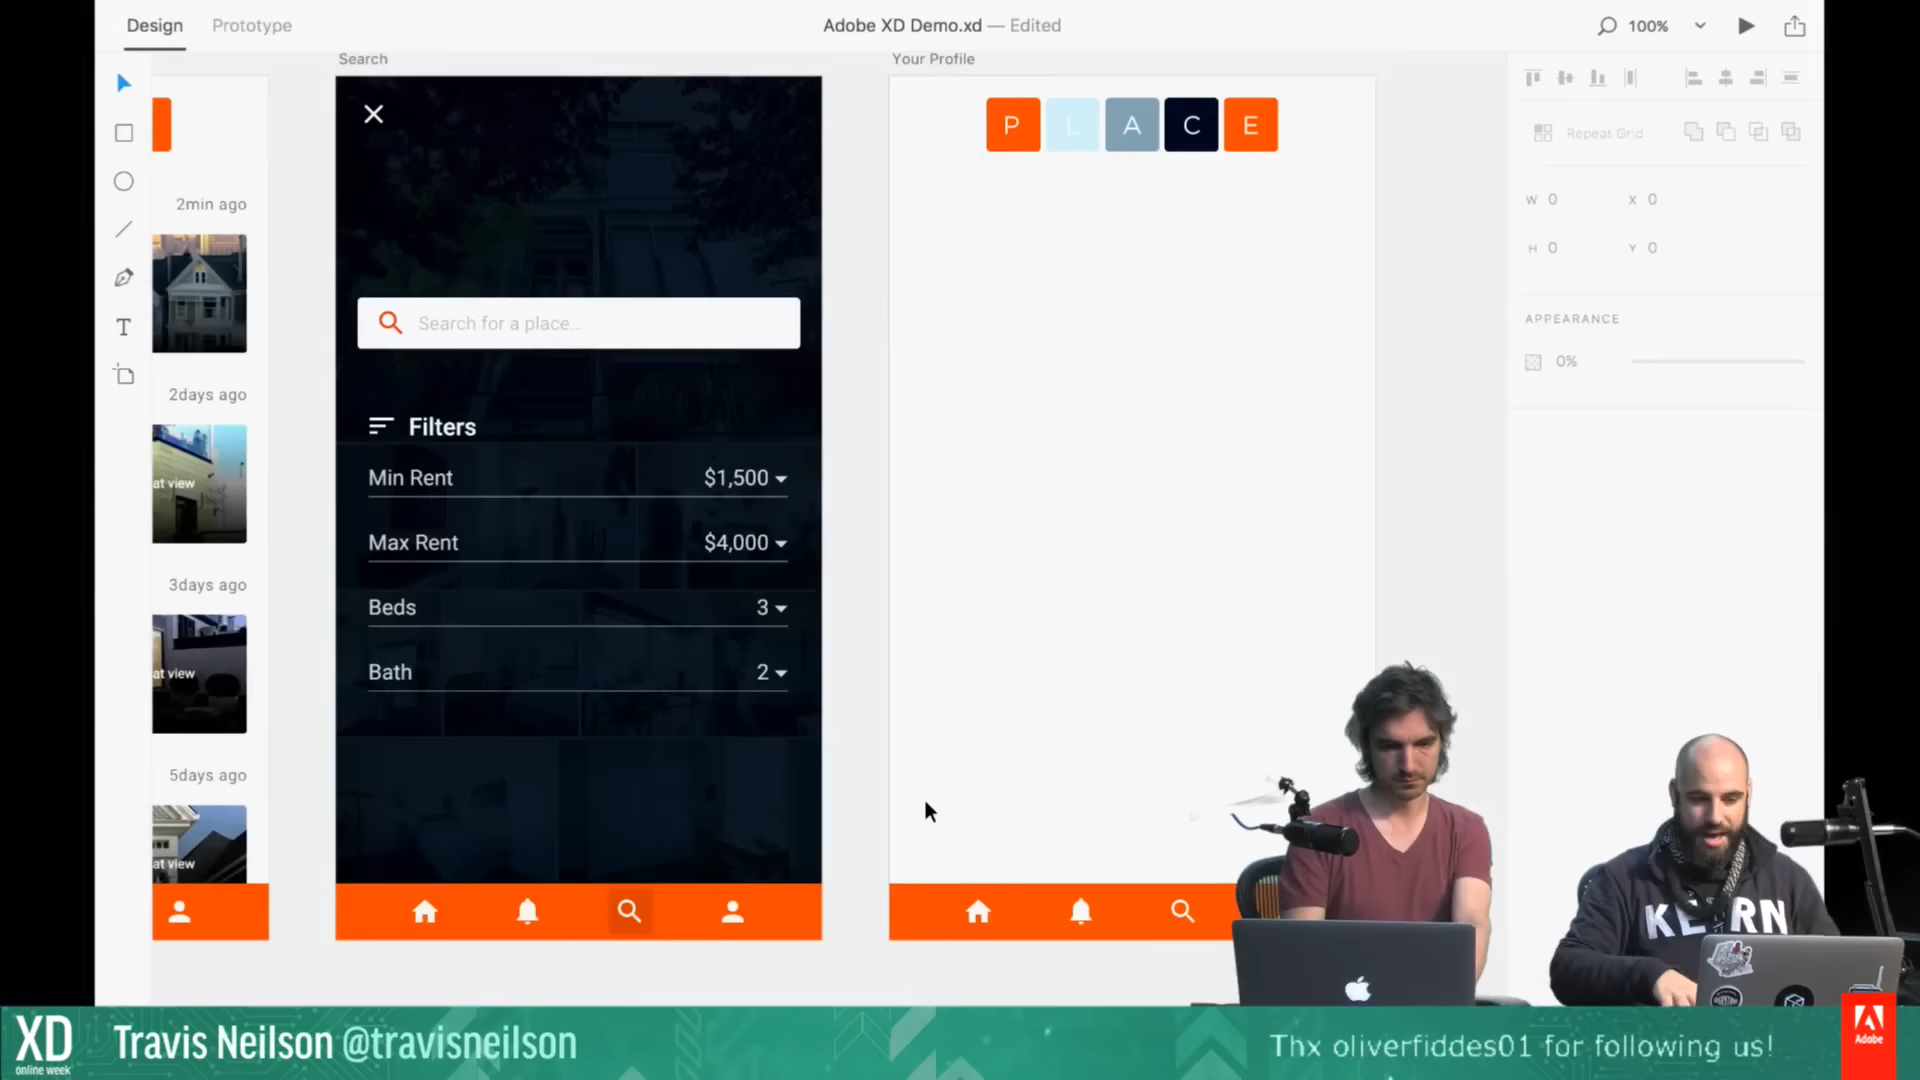 Design
Prototype
Adobe XD Demo.xd — Edited
100%
Search
Your Profile
P L A C E
Repeat Grid
2min ago
W 0
X 0
H 0
Y 0
Search for a place...
APPEARANCE
0%
2days ago
Filters
at view
Min Rent
$1,500
Max Rent
$4,000
3days ago
Beds
3
at view
Bath
2
5days ago
at view
T
KERN
XD
online week
Travis Neilson @travisneilson
Thx oliverfiddes01 for following us!
Adobe